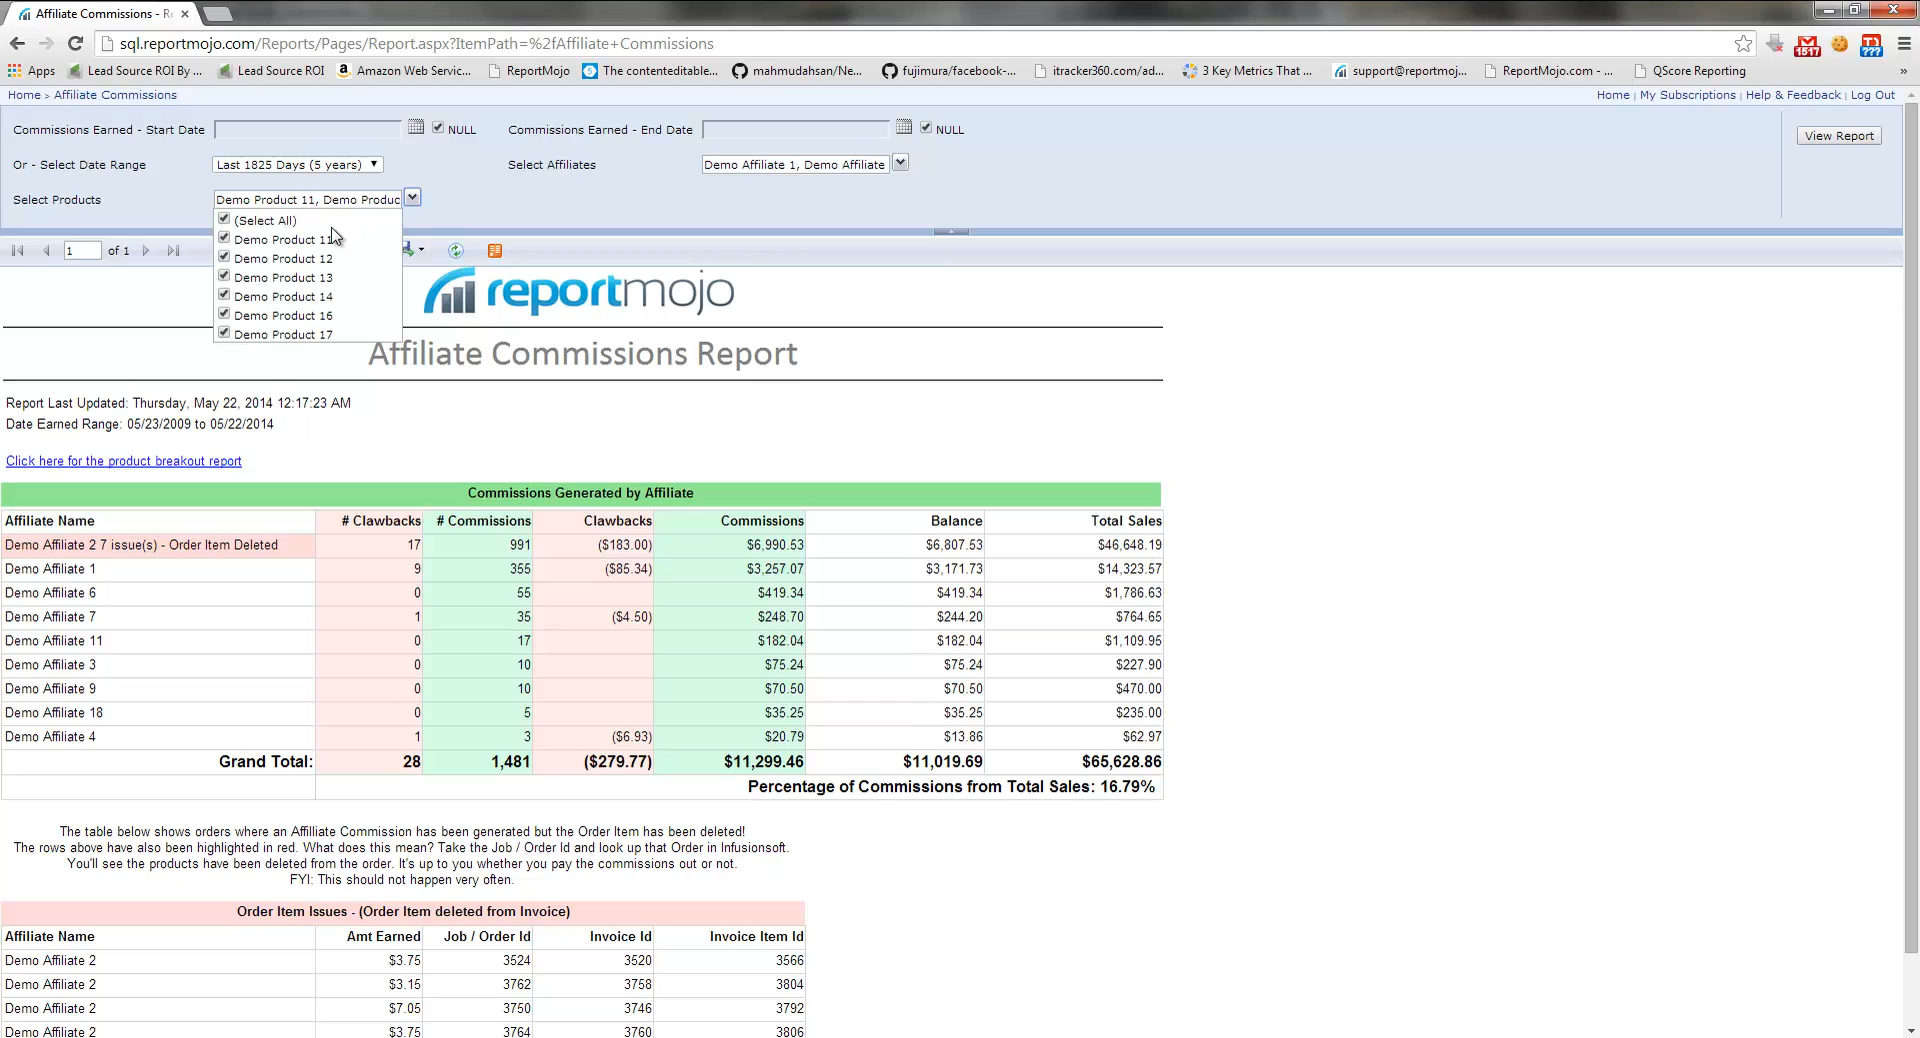 Affiliate Commissions - R
sql.reportmojo.com/Reports/Pages/Report.aspx?ItemPath=%2fAffiliate+Commissions
1517
???
Apps Lead Source ROI By ... Lead Source ROI Amazon Web Servic... ReportMojo The contenteditable... mahmudahsan/Ne... fujimura/facebook-... itracker360.com/ad... 3 Key Metrics That ... support@reportmoj... ReportMojo.com - ... QScore Reporting »
Home > Affiliate Commissions Home | My Subscriptions | Help & Feedback | Log Out
Commissions Earned - Start Date NULL Commissions Earned - End Date NULL View Report
Or - Select Date Range Last 1825 Days (5 years) Select Affiliates Demo Affiliate 1, Demo Affiliate
Select Products Demo Product 11, Demo Produc
(Select All)
Demo Product 11
Demo Product 12
Demo Product 13
Demo Product 14
Demo Product 16
Demo Product 17
1 of 1
reportmojo
Affiliate Commissions Report
Report Last Updated: Thursday, May 22, 2014 12:17:23 AM
Date Earned Range: 05/23/2009 to 05/22/2014
Click here for the product breakout report
Commissions Generated by Affiliate
Affiliate Name # Clawbacks # Commissions Clawbacks Commissions Balance Total Sales
Demo Affiliate 2 7 issue(s) - Order Item Deleted 17 991 ($183.00) $6,990.53 $6,807.53 $46,648.19
Demo Affiliate 1 9 355 ($85.34) $3,257.07 $3,171.73 $14,323.57
Demo Affiliate 6 0 55 $419.34 $419.34 $1,786.63
Demo Affiliate 7 1 35 ($4.50) $248.70 $244.20 $764.65
Demo Affiliate 11 0 17 $182.04 $182.04 $1,109.95
Demo Affiliate 3 0 10 $75.24 $75.24 $227.90
Demo Affiliate 9 0 10 $70.50 $70.50 $470.00
Demo Affiliate 18 0 5 $35.25 $35.25 $235.00
Demo Affiliate 4 1 3 ($6.93) $20.79 $13.86 $62.97
Grand Total: 28 1,481 ($279.77) $11,299.46 $11,019.69 $65,628.86
Percentage of Commissions from Total Sales: 16.79%
The table below shows orders where an Affilliate Commission has been generated but the Order Item has been deleted!
The rows above have also been highlighted in red. What does this mean? Take the Job / Order Id and look up that Order in Infusionsoft.
You'll see the products have been deleted from the order. It's up to you whether you pay the commissions out or not.
FYI: This should not happen very often.
Order Item Issues - (Order Item deleted from Invoice)
Affiliate Name Amt Earned Job / Order Id Invoice Id Invoice Item Id
Demo Affiliate 2 $3.75 3524 3520 3566
Demo Affiliate 2 $3.15 3762 3758 3804
Demo Affiliate 2 $7.05 3750 3746 3792
Demo Affiliate 2 $3.75 3764 3760 3806